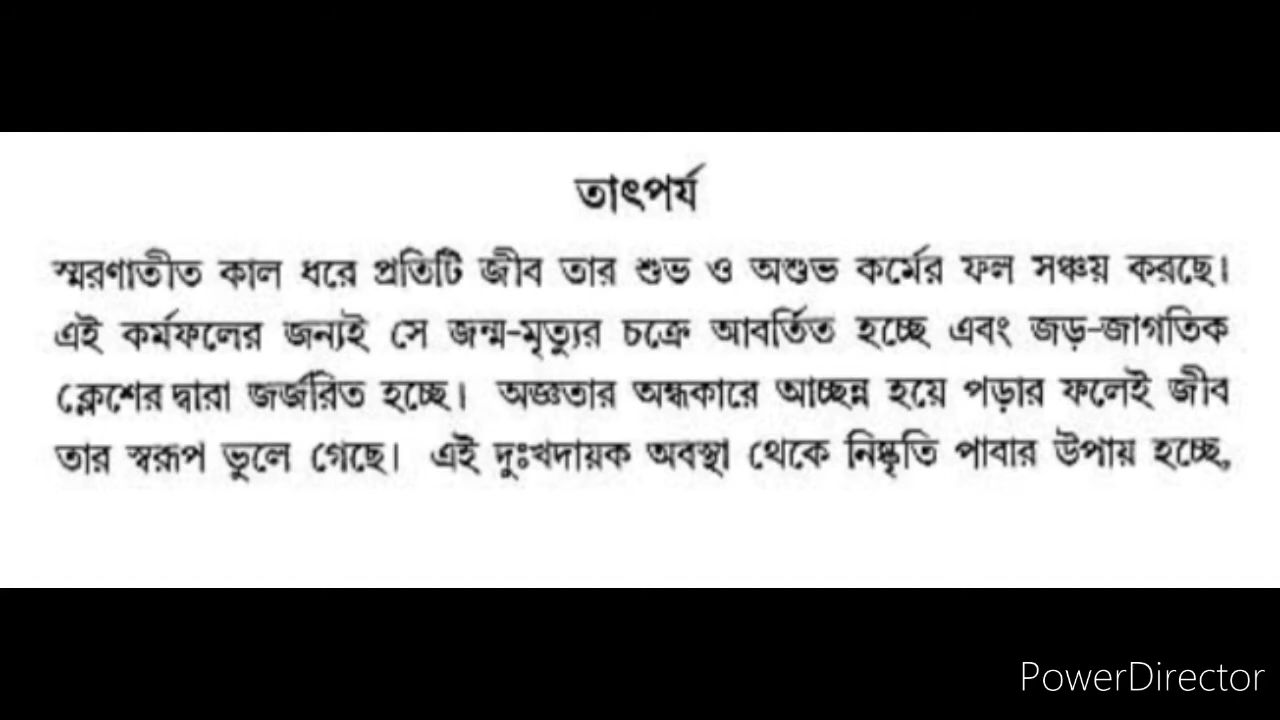 তাৎপর্য
স্মরণাতীত কাল ধরে প্রতিটি জীব তার শুভ ও অশুভ কর্মের ফল সঞ্চয় করছে।
এই কর্মফলের জন্যই সে জন্ম-মৃত্যুর চক্রে আবর্তিত হচ্ছে এবং জড়-জাগতিক
ক্লেশের দ্বারা জর্জরিত হচ্ছে। অজ্ঞতার অন্ধকারে আচ্ছন্ন হয়ে পড়ার ফলেই জীব
তার স্বরূপ ভুলে গেছে। এই দুঃখদায়ক অবস্থা থেকে নিষ্কৃতি পাবার উপায় হচ্ছে,
PowerDirector